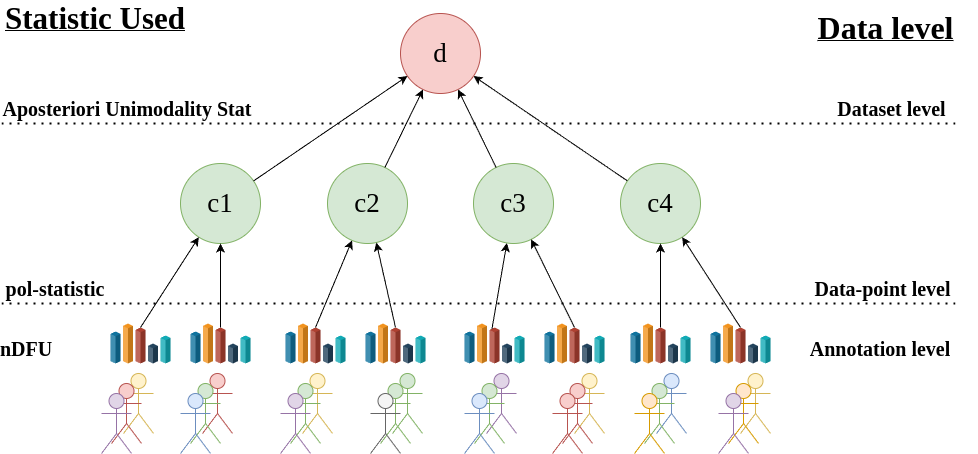 Statistic Used
Data level
d
Aposteriori Unimodality Stat
Dataset level
c1
c2
c3
c4
pol-statistic
Data-point level
nDFU
Annotation level